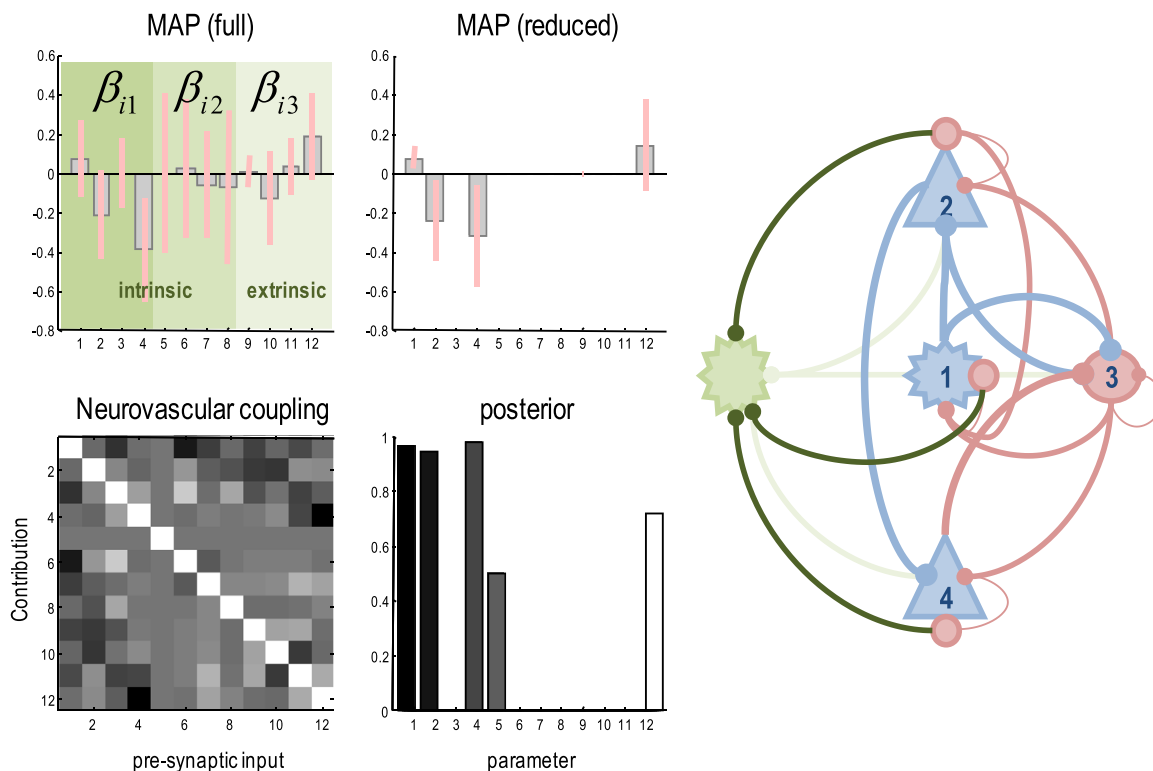 MAP (full)
0.6
0.4
0.2
0
-0.2
-0.4
-0.6
-0.8
βi1 βi2 βi3
intrinsic extrinsic
1 2 3 4 5 6 7 8 9 10 11 12
MAP (reduced)
0.6
0.4
0.2
0
-0.2
-0.4
-0.6
-0.8
1 2 3 4 5 6 7 8 9 10 11 12
Neurovascular coupling
Contribution
2
4
6
8
10
12
2 4 6 8 10 12
pre-synaptic input
posterior
1
0.8
0.6
0.4
0.2
0
1 2 3 4 5 6 7 8 9 10 11 12
parameter
2
1
3
4